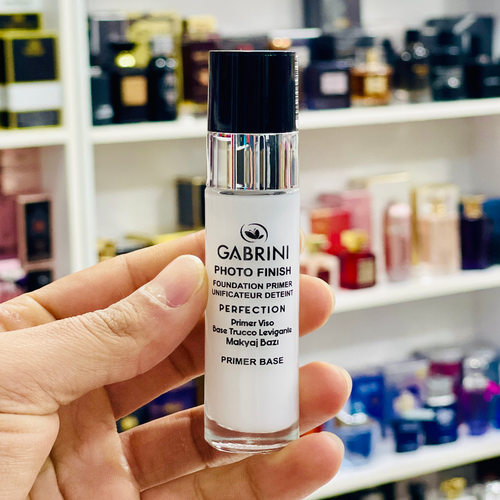 GABRINI
PHOTO FINISH
FOUNDATION PRIMER
UNIFICATEUR DETEINT
PERFECTION
Primer Viso
Base Trucco Levigante
Makyaj Bazı
PRIMER BASE